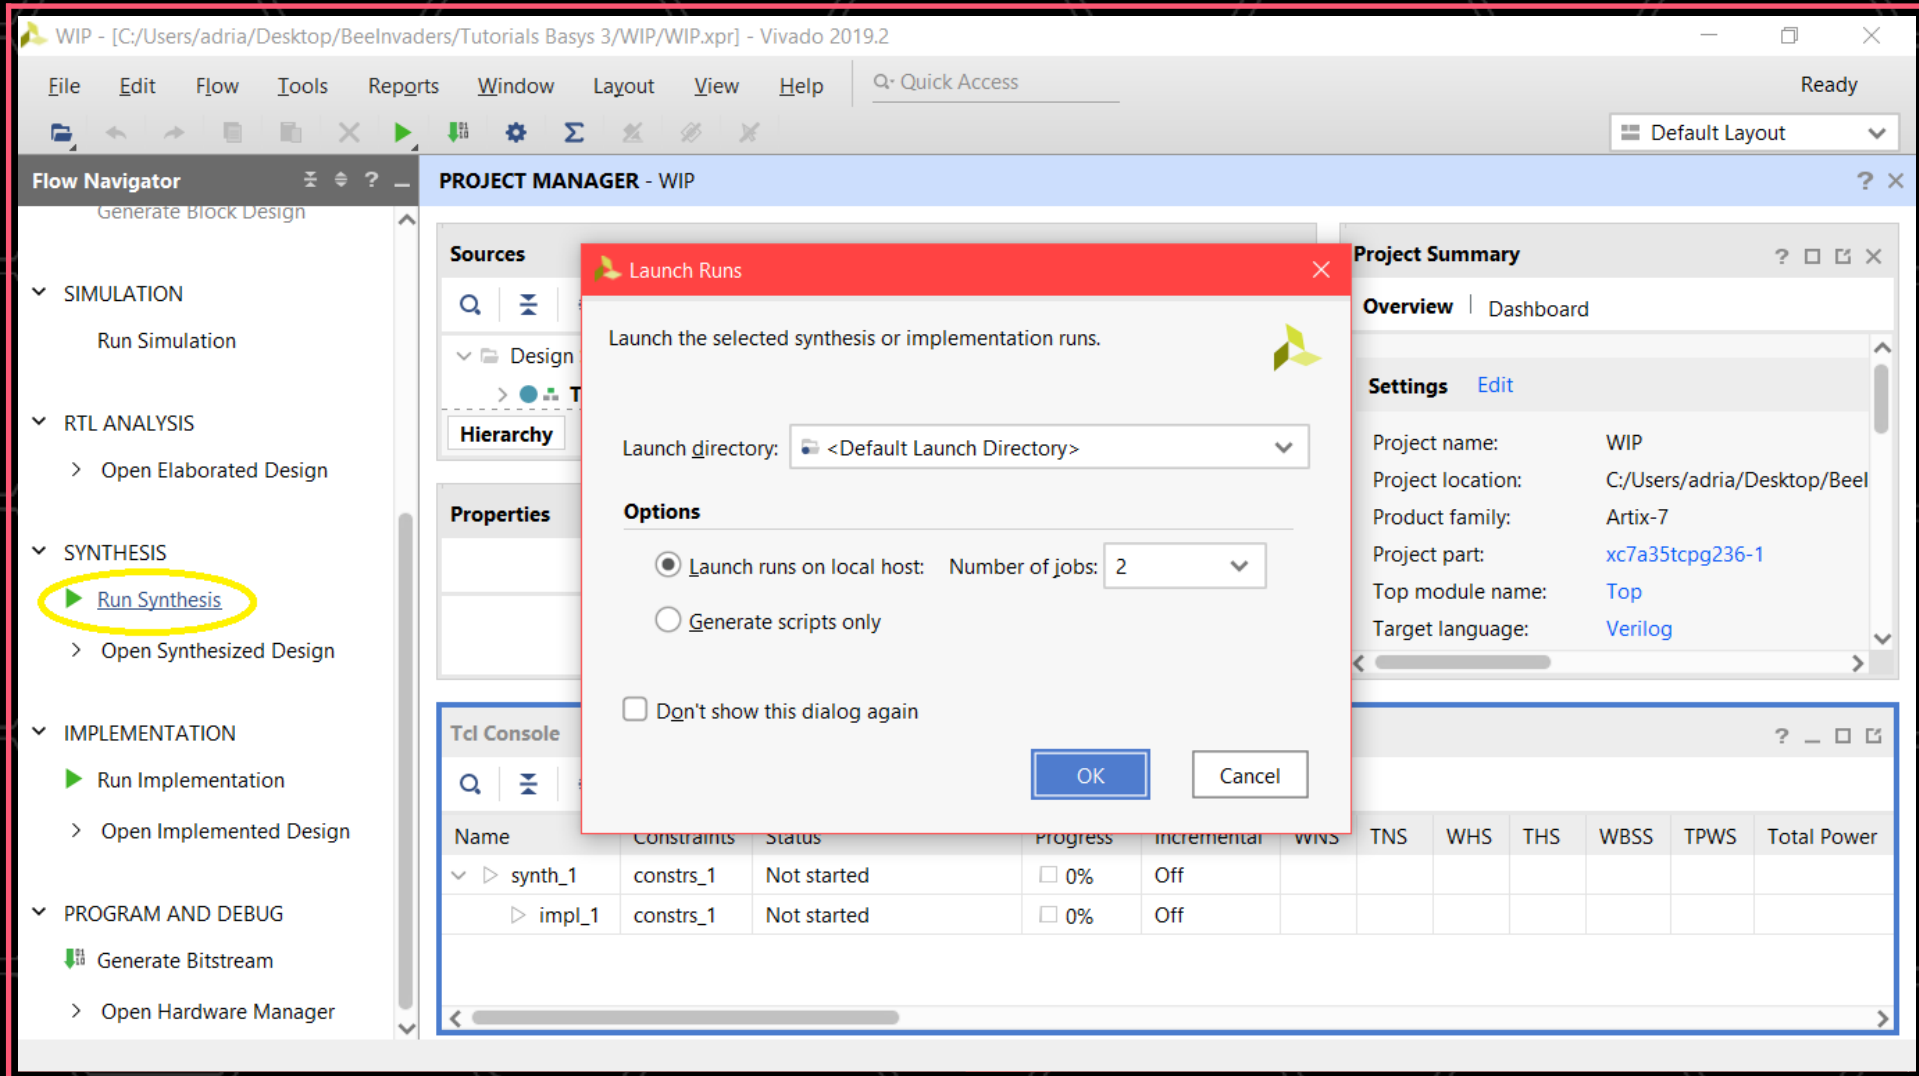 WIP - [C:/Users/adria/Desktop/BeeInvaders/Tutorials Basys 3/WIP/WIP.xpr] - Vivado 2019.2
File Edit Flow Tools Reports Window Layout View Help Quick Access Ready
Default Layout
Flow Navigator
Generate Block Design
SIMULATION
Run Simulation
RTL ANALYSIS
Open Elaborated Design
SYNTHESIS
Run Synthesis
Open Synthesized Design
IMPLEMENTATION
Run Implementation
Open Implemented Design
PROGRAM AND DEBUG
Generate Bitstream
Open Hardware Manager
PROJECT MANAGER - WIP
Sources
Design
T
Hierarchy
Properties
Launch Runs
Launch the selected synthesis or implementation runs.
Launch directory: <Default Launch Directory>
Options
Launch runs on local host: Number of jobs: 2
Generate scripts only
Don't show this dialog again
OK Cancel
Project Summary
Overview | Dashboard
Settings Edit
Project name: WIP
Project location: C:/Users/adria/Desktop/BeeI
Product family: Artix-7
Project part: xc7a35tcpg236-1
Top module name: Top
Target language: Verilog
Tcl Console
Name Constraints Status Progress Incremental WNS TNS WHS THS WBSS TPWS Total Power
synth_1 constrs_1 Not started 0% Off
impl_1 constrs_1 Not started 0% Off